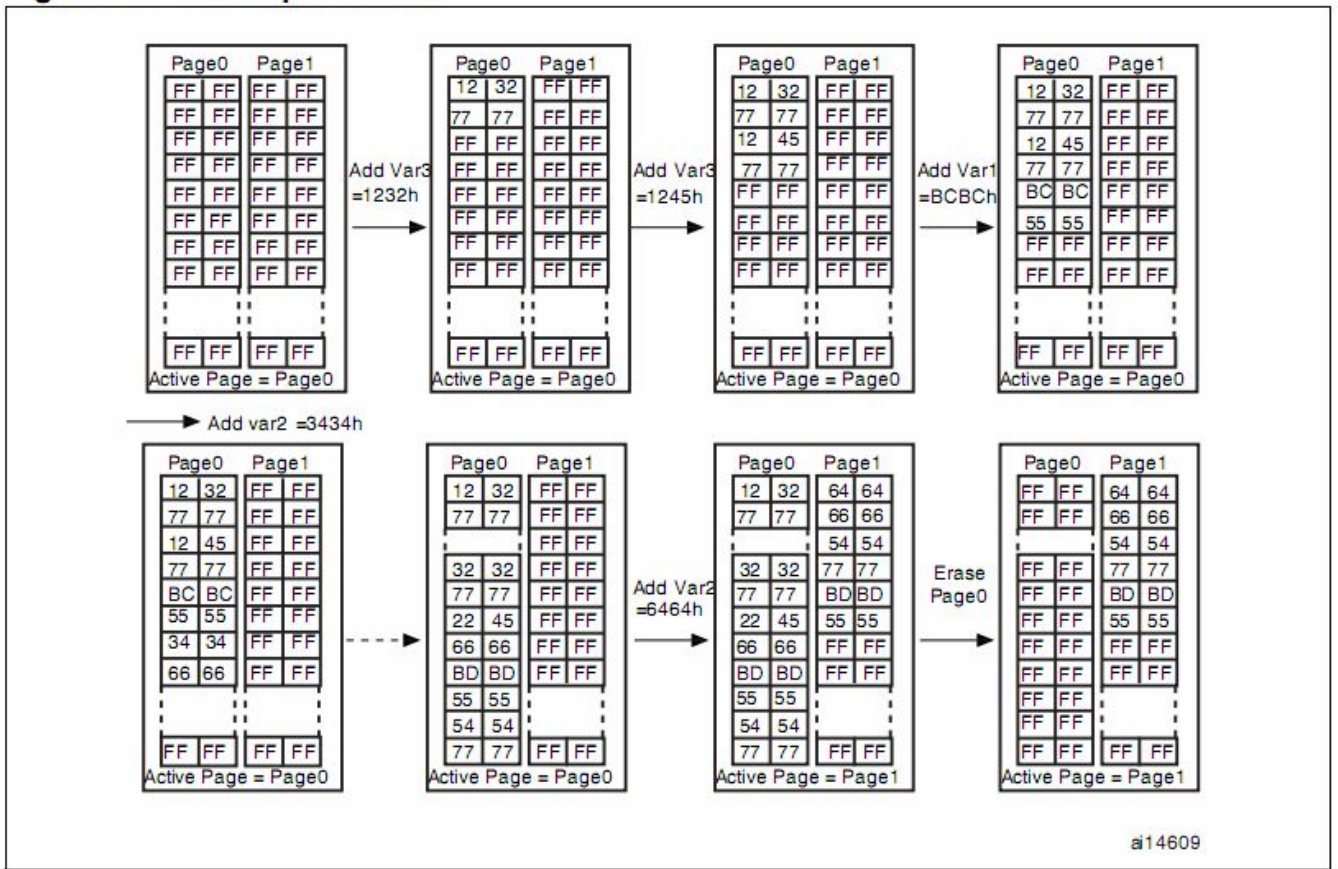 Page0 Page1
FF FF FF FF
FF FF FF FF
FF FF FF FF
FF FF FF FF
FF FF FF FF
FF FF FF FF
FF FF FF FF
FF FF FF FF
FF FF FF FF
Active Page = Page0
Add Var3
=1232h
Page0 Page1
12 32 FF FF
77 77 FF FF
FF FF FF FF
FF FF FF FF
FF FF FF FF
FF FF FF FF
FF FF FF FF
FF FF FF FF
FF FF FF FF
Active Page = Page0
Add Var3
=1245h
Page0 Page1
12 32 FF FF
77 77 FF FF
12 45 FF FF
77 77 FF FF
FF FF FF FF
FF FF FF FF
FF FF FF FF
FF FF FF FF
FF FF FF FF
Active Page = Page0
Add Var1
=BCBCh
Page0 Page1
12 32 FF FF
77 77 FF FF
12 45 FF FF
77 77 FF FF
BC BC FF FF
55 55 FF FF
FF FF FF FF
FF FF FF FF
FF FF FF FF
Active Page = Page0
Add var2 =3434h
Page0 Page1
12 32 FF FF
77 77 FF FF
12 45 FF FF
77 77 FF FF
BC BC FF FF
55 55 FF FF
34 34 FF FF
66 66 FF FF
FF FF FF FF
Active Page = Page0
Page0 Page1
12 32 FF FF
77 77 FF FF
FF FF
32 32 FF FF
77 77 FF FF
22 45 FF FF
66 66 FF FF
BD BD FF FF
55 55
54 54
77 77 FF FF
Active Page = Page0
Add Var2
=6464h
Page0 Page1
12 32 64 64
77 77 66 66
54 54
32 32 77 77
77 77 BD BD
22 45 55 55
66 66 FF FF
BD BD FF FF
55 55
54 54
77 77 FF FF
Active Page = Page1
Erase
Page0
Page0 Page1
FF FF 64 64
FF FF 66 66
54 54
FF FF 77 77
FF FF BD BD
FF FF 55 55
FF FF FF FF
FF FF FF FF
FF FF
FF FF
FF FF FF FF
Active Page = Page1
ai14609